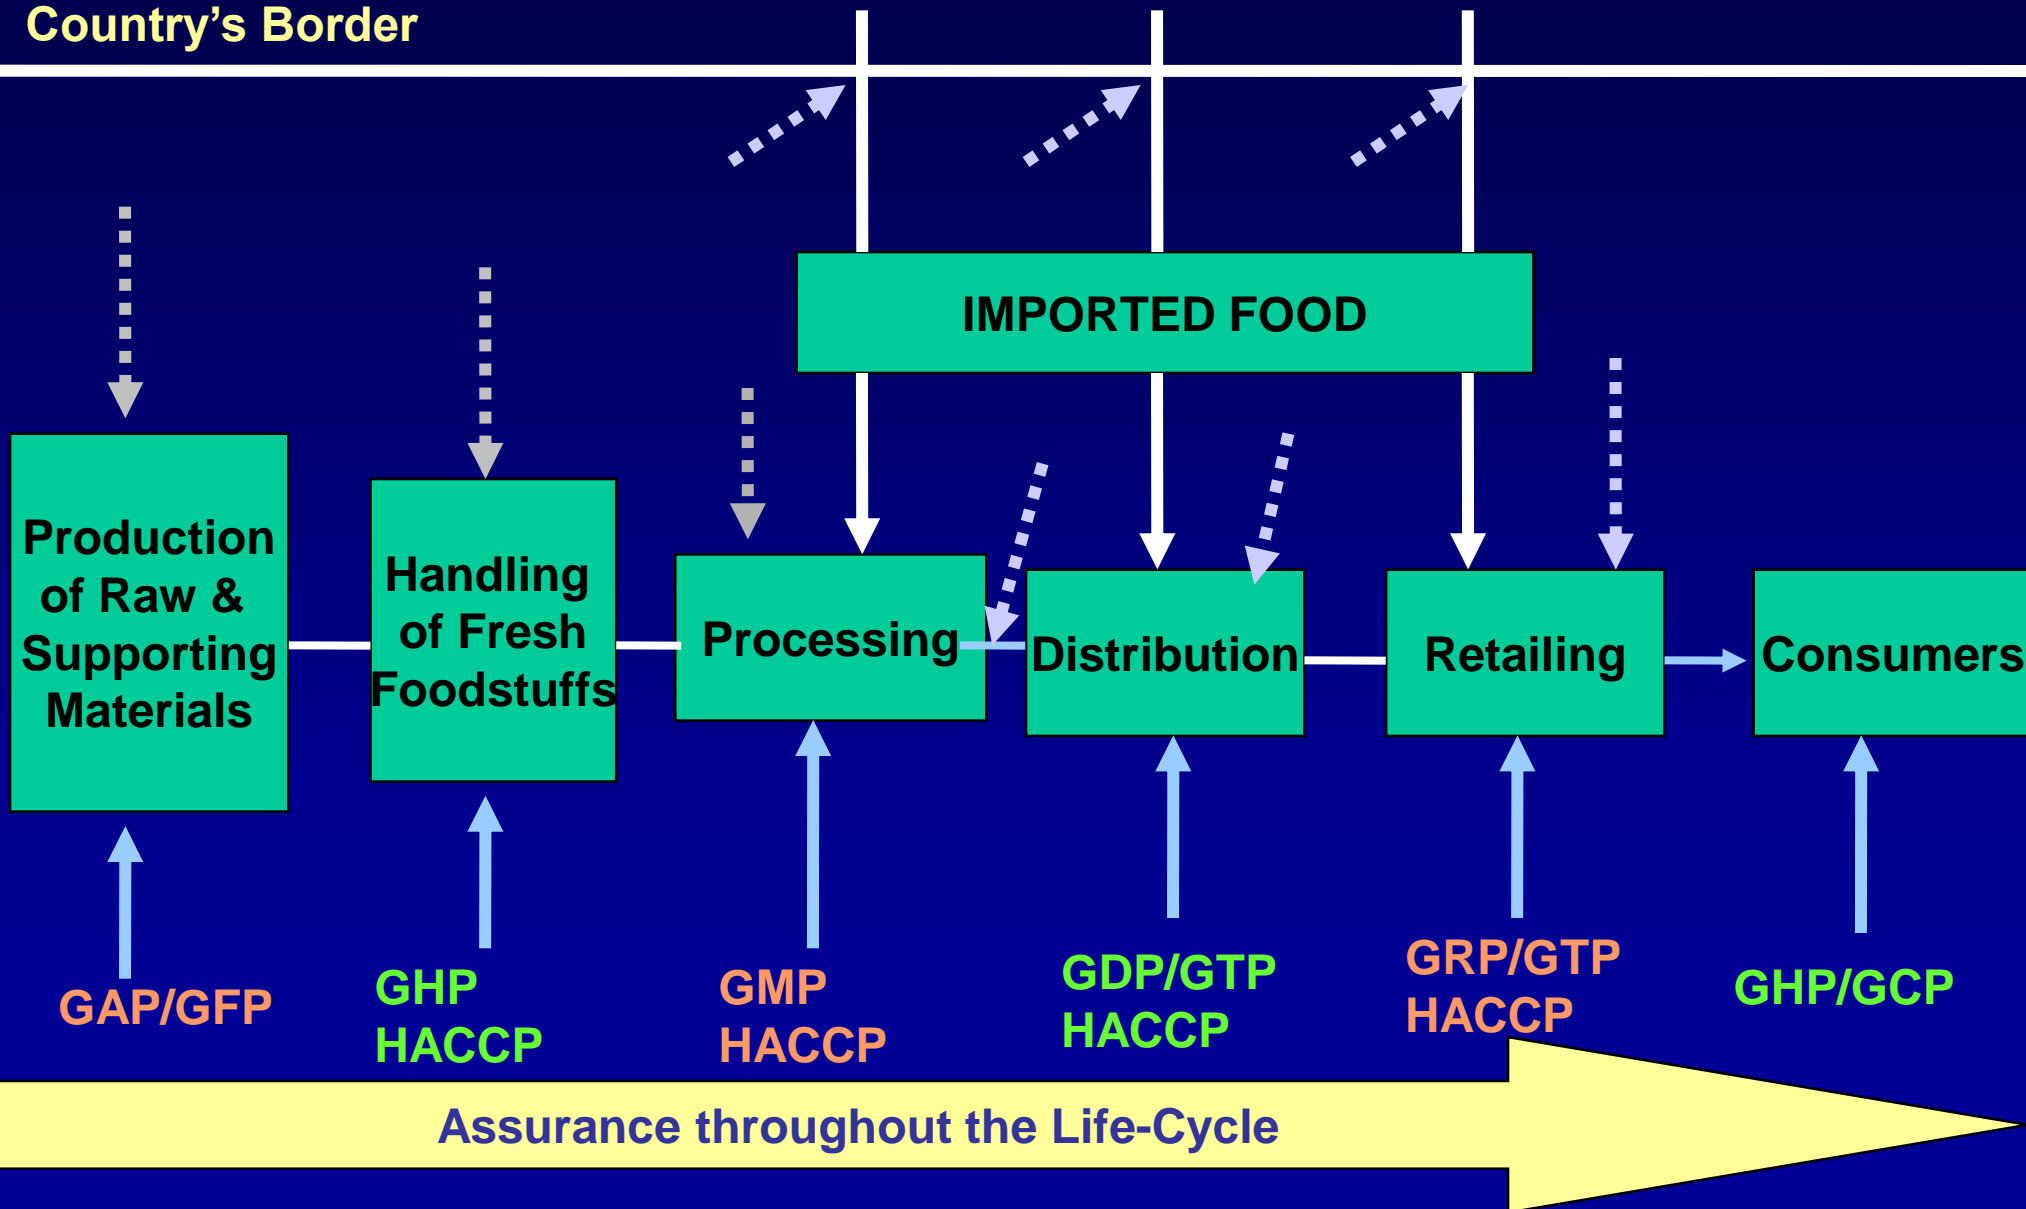 Country’s Border
IMPORTED FOOD
Production
of Raw &
Supporting
Materials
Handling
of Fresh
Foodstuffs
Processing
Distribution
Retailing
Consumers
GAP/GFP
GHP
HACCP
GMP
HACCP
GDP/GTP
HACCP
GRP/GTP
HACCP
GHP/GCP
Assurance throughout the Life-Cycle